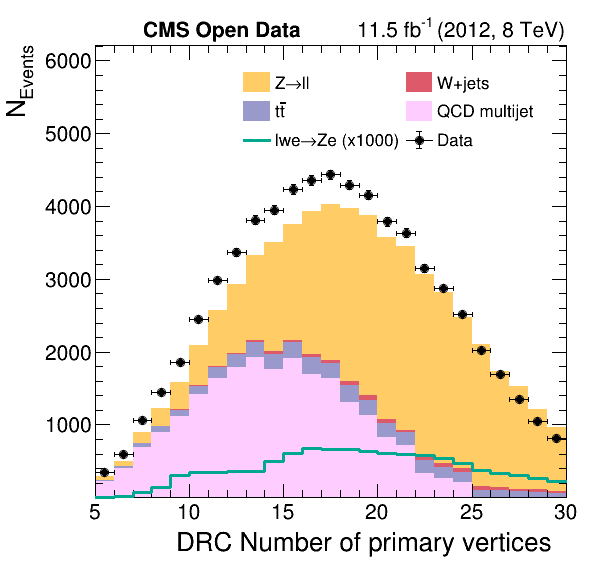 CMS Open Data 11.5 fb⁻¹ (2012, 8 TeV)
N_Events
6000
5000
4000
3000
2000
1000
Z→ll
W+jets
tt̄
QCD multijet
lwe→Ze (x1000)
Data
5 10 15 20 25 30
DRC Number of primary vertices